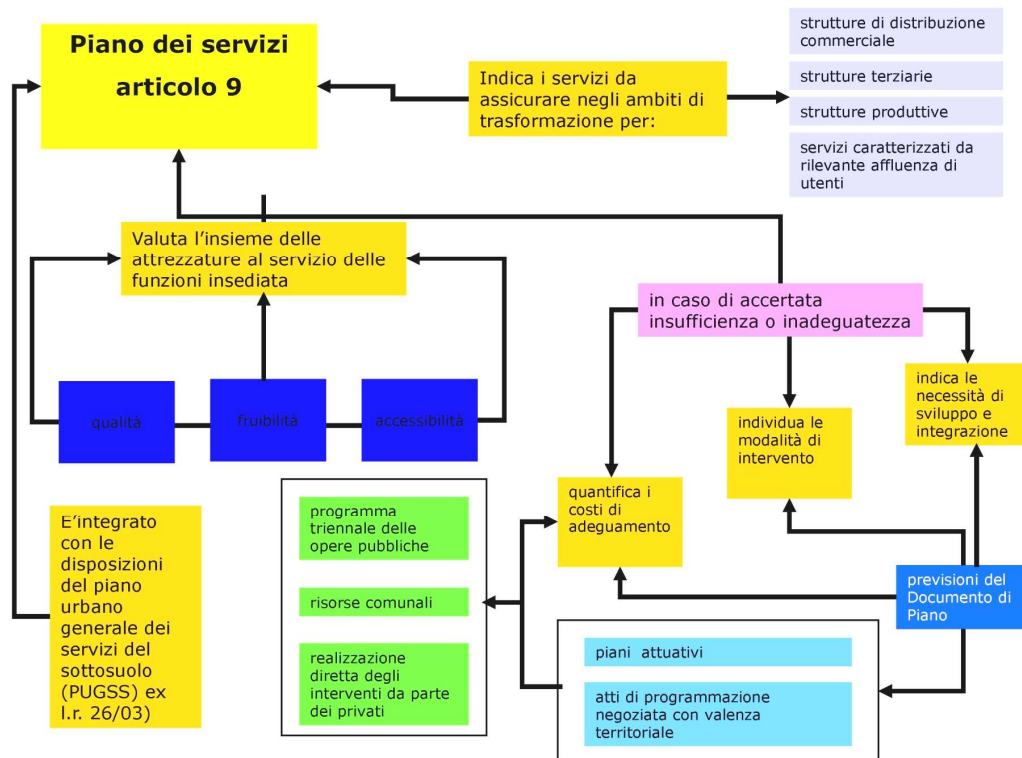 Piano dei servizi
articolo 9
Indica i servizi da
assicurare negli ambiti di
trasformazione per:
strutture di distribuzione
commerciale
strutture terziarie
strutture produttive
servizi caratterizzati da
rilevante affluenza di
utenti
Valuta l'insieme delle
attrezzature al servizio delle
funzioni insediata
in caso di accertata
insufficienza o inadeguatezza
qualità
fruibilità
accessibilità
indica le
necessità di
sviluppo e
integrazione
individua le
modalità di
intervento
quantifica i
costi di
adeguamento
E'integrato
con le
disposizioni
del piano
urbano
generale dei
servizi del
sottosuolo
(PUGSS) ex
l.r. 26/03)
programma
triennale delle
opere pubbliche
risorse comunali
realizzazione
diretta degli
interventi da parte
dei privati
previsioni del
Documento di
Piano
piani attuativi
atti di programmazione
negoziata con valenza
territoriale